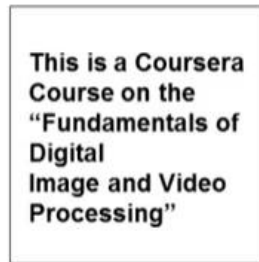 This is a Coursera
Course on the
“Fundamentals of
Digital
Image and Video
Processing”